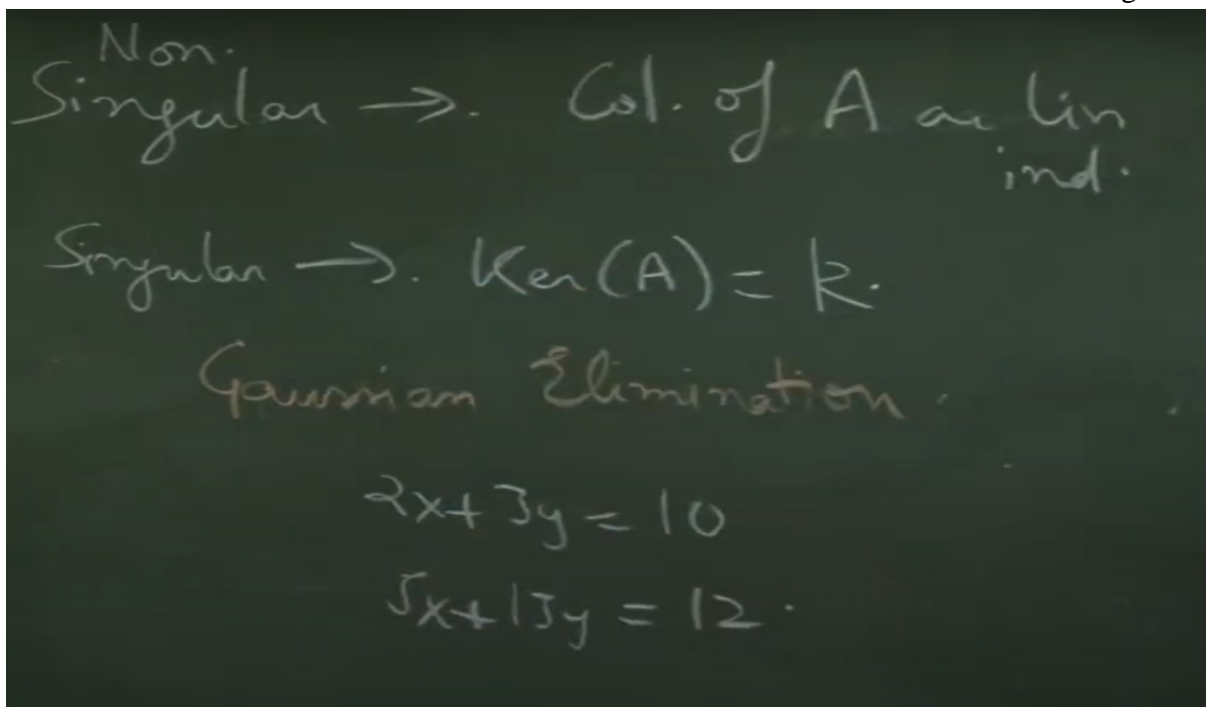 Non.
Singular →. Col. of A are lin
ind.
Singular →. Ker(A) = k.
Gaussian Elimination.
2x + 3y = 10
5x + 13y = 12.